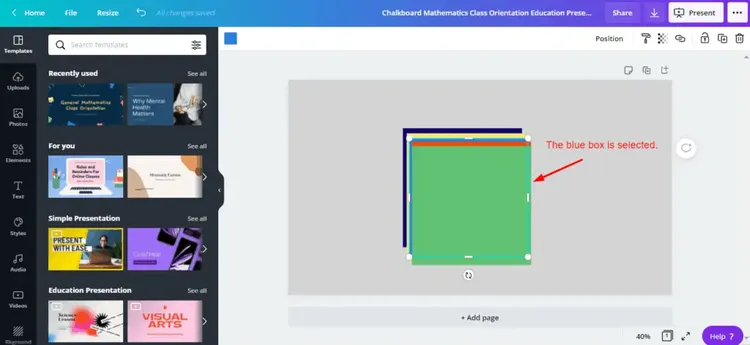 Home
File
Resize
All changes saved
Chalkboard Mathematics Class Orientation Education Prese...
Share
Present
Templates
Uploads
Photos
Elements
Text
Styles
Audio
Videos
Search templates
Recently used
See all
General Mathematics
Class Orientation
Why Mental
Health
Matters
For you
See all
Rules and
Reminders For
Online Classes
Simple Presentation
See all
PRESENT
WITH EASE
Education Presentation
See all
VISUAL
ARTS
Position
The blue box is selected.
+ Add page
40%
1
Help ?